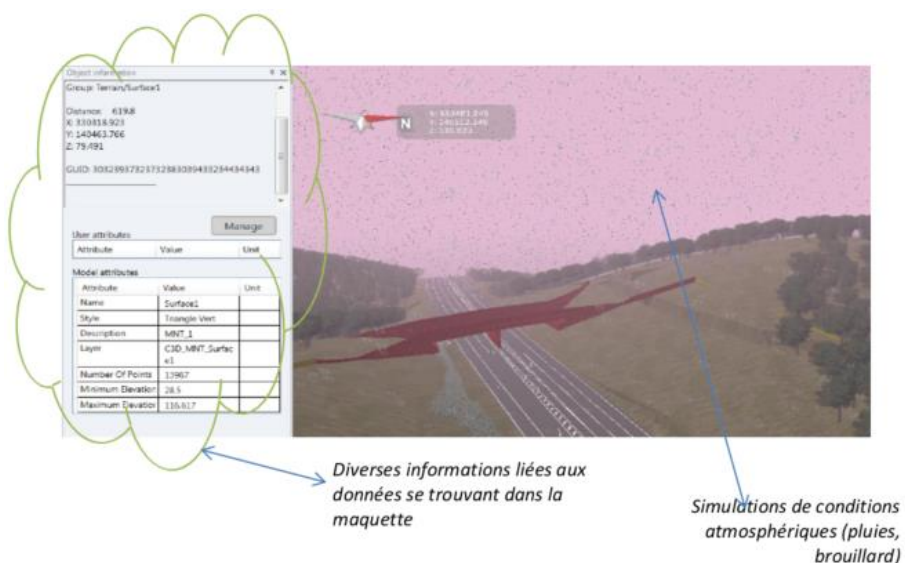 Object information
Group: Terrain/Surface1
Distance: 619.8
X: 330818.923
Y: 140463.766
Z: 79.491
GUID:
Manage
User attributes
Attribute Value Unit
Model attributes
Attribute Value Unit
Name Surface1
Style Triangle Vert
Description MNT_1
Layer C3D_MNT_Surfac
e1
Number Of Points 13967
Minimum Elevation 28.5
Maximum Elevation 116.617
N
Diverses informations liées aux
données se trouvant dans la
maquette
Simulations de conditions
atmosphériques (pluies,
brouillard)